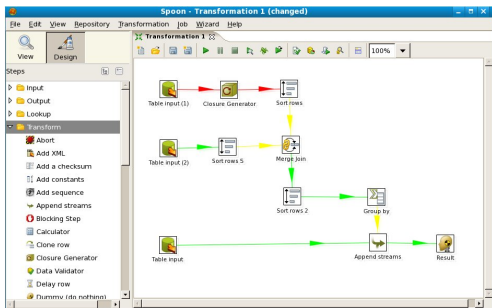 Spoon - Transformation 1 (changed)
File Edit View Repository Transformation Job Wizard Help
View
Design
Transformation 1
100%
Steps
Input
Output
Lookup
Transform
Abort
Add XML
Add a checksum
Add constants
Add sequence
Append streams
Blocking Step
Calculator
Clone row
Closure Generator
Data Validator
Delay row
Dummy (do nothing)
Table input (1)
Closure Generator
Sort rows
Table input (2)
Sort rows 5
Merge Join
Sort rows 2
Group by
Table input
Append streams
Result